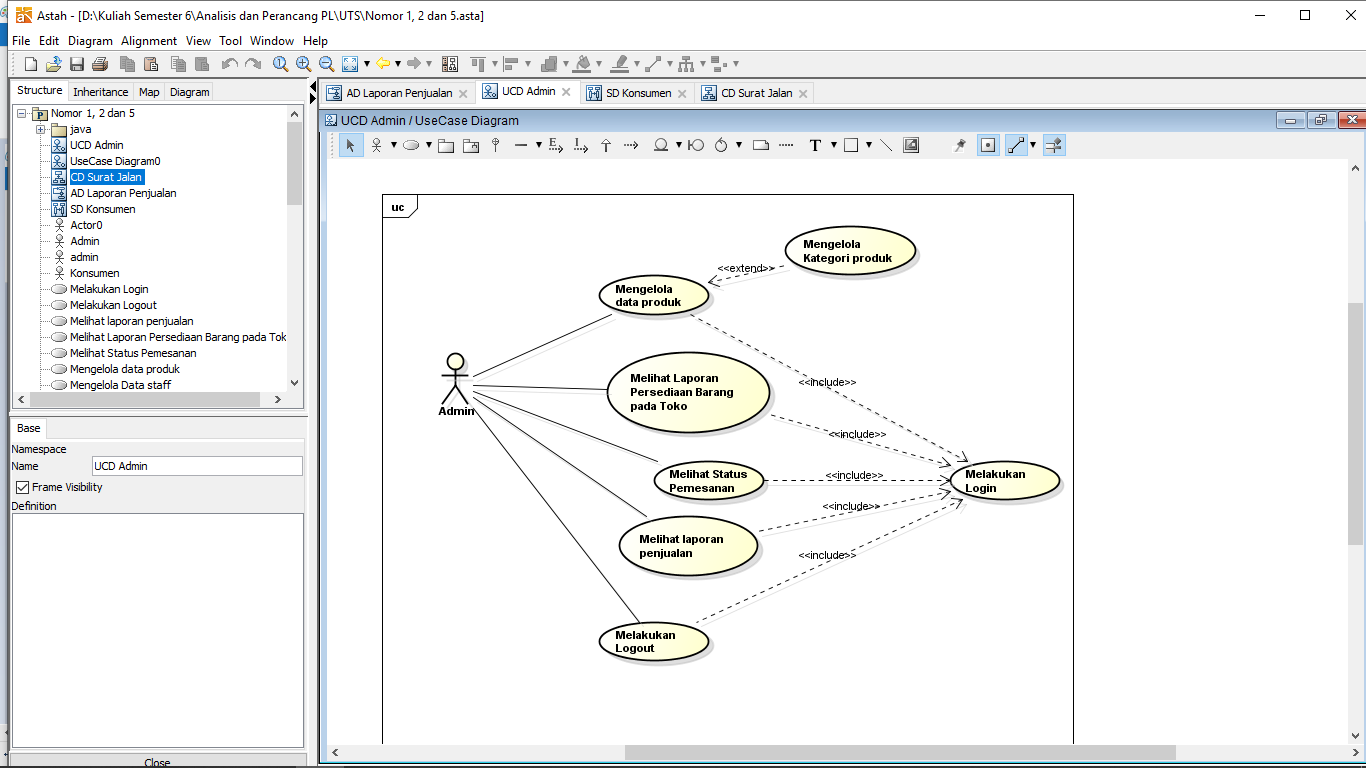 Astah - [D:\Kuliah Semester 6\Analisis dan Perancang PL\UTS\Nomor 1, 2 dan 5.asta]
File Edit Diagram Alignment View Tool Window Help
Structure Inheritance Map Diagram
AD Laporan Penjualan UCD Admin SD Konsumen CD Surat Jalan
Nomor 1, 2 dan 5
java
UCD Admin
UseCase Diagram0
CD Surat Jalan
AD Laporan Penjualan
SD Konsumen
Actor0
Admin
admin
Konsumen
Melakukan Login
Melakukan Logout
Melihat laporan penjualan
Melihat Laporan Persediaan Barang pada Tok
Melihat Status Pemesanan
Mengelola data produk
Mengelola Data staff
Base
Namespace
Name UCD Admin
Frame Visibility
Definition
Close
UCD Admin / UseCase Diagram
T
uc
Mengelola
Kategori produk
<<extend>>
Mengelola
data produk
Melihat Laporan
Persediaan Barang
pada Toko
<<include>>
Admin
<<include>>
Melihat Status
Pemesanan
<<include>>
Melakukan
Login
<<include>>
Melihat laporan
penjualan
<<include>>
Melakukan
Logout